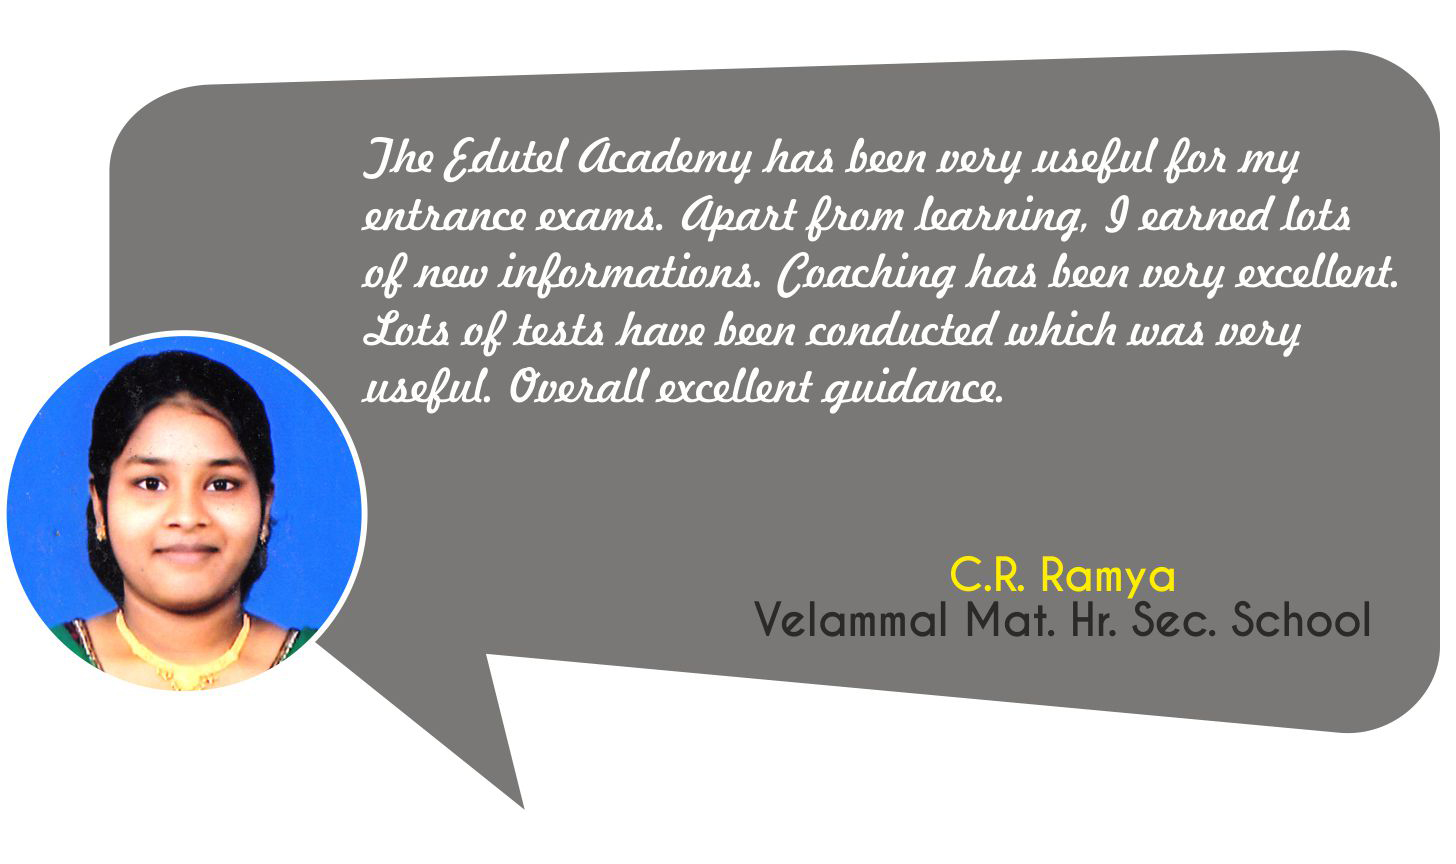 The Edutel Academy has been very useful for my
entrance exams. Apart from learning, I earned lots
of new informations. Coaching has been very excellent.
Lots of tests have been conducted which was very
useful. Overall excellent guidance.
C.R. Ramya
Velammal Mat. Hr. Sec. School